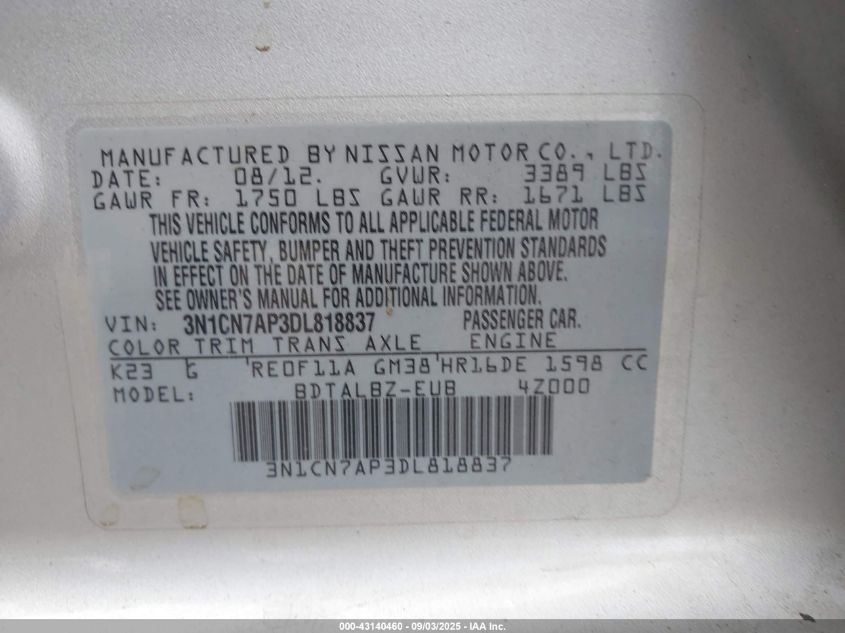 MANUFACTURED BY NISSAN MOTOR CO., LTD.
DATE: 08/12. GVWR: 3389 LBS
GAWR FR: 1750 LBS GAWR RR: 1671 LBS
THIS VEHICLE CONFORMS TO ALL APPLICABLE FEDERAL MOTOR
VEHICLE SAFETY, BUMPER AND THEFT PREVENTION STANDARDS
IN EFFECT ON THE DATE OF MANUFACTURE SHOWN ABOVE.
SEE OWNER'S MANUAL FOR ADDITIONAL INFORMATION.
VIN: 3N1CN7AP3DL818837 PASSENGER CAR.
COLOR TRIM TRANS AXLE ENGINE
K23 G 'RE0F11A GM38'HR16DE 1598 CC
MODEL: BDTALBZ-EUB 4Z000
3N1CN7AP3DL818837
000-43140460 - 09/03/2025 - IAA Inc.